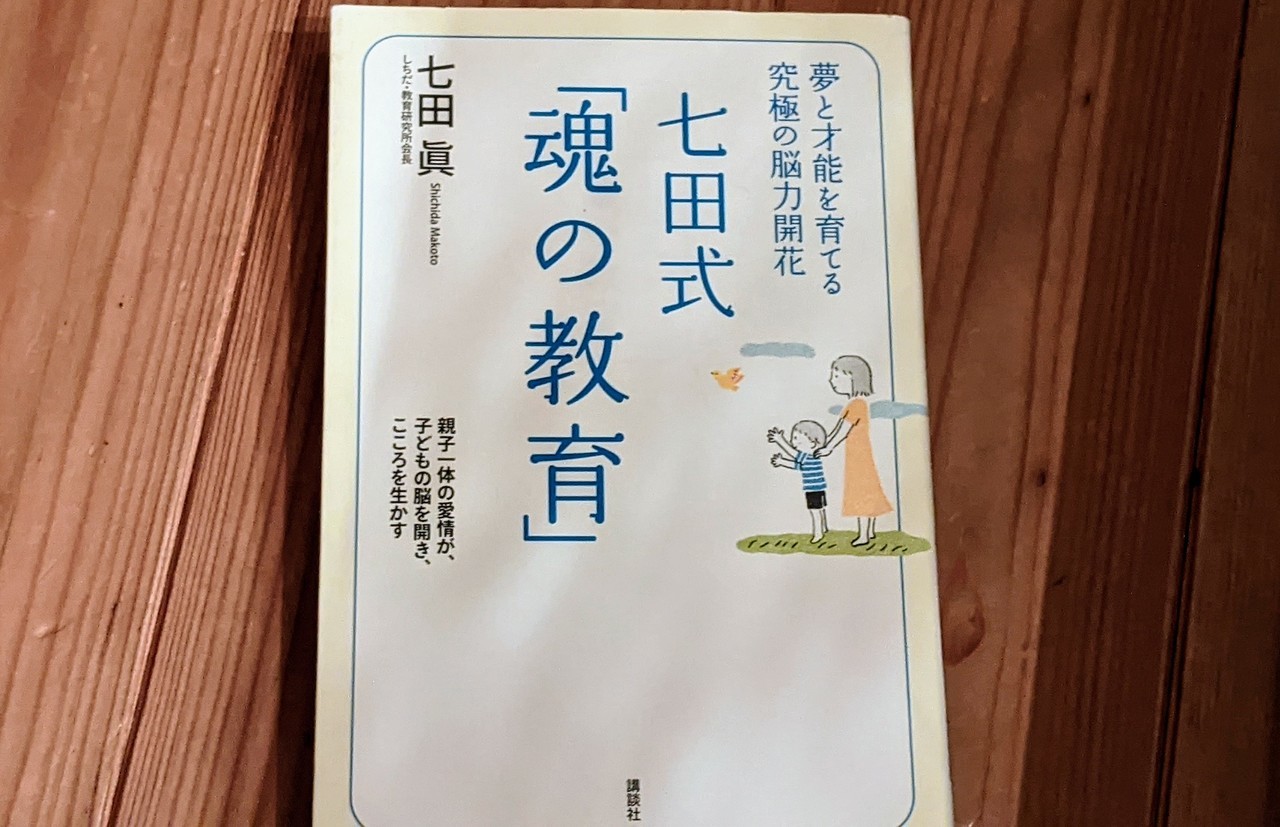 夢と才能を育てる
究極の脳力開花
七田式
「魂の教育」
七田 眞
Shichida Makoto
しちだ・教育研究所会長
親子一体の愛情が、
子どもの脳を開き、
こころを生かす
講談社